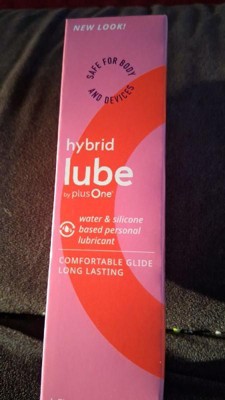 NEW LOOK!
SAFE FOR BODY
AND DEVICES
hybrid
lube
by plusOne
water & silicone
based personal
lubricant
COMFORTABLE GLIDE
LONG LASTING